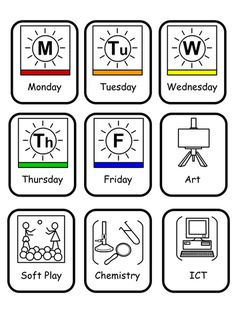 M Tu W
Monday Tuesday Wednesday
Th F
Thursday Friday Art
Soft Play Chemistry ICT